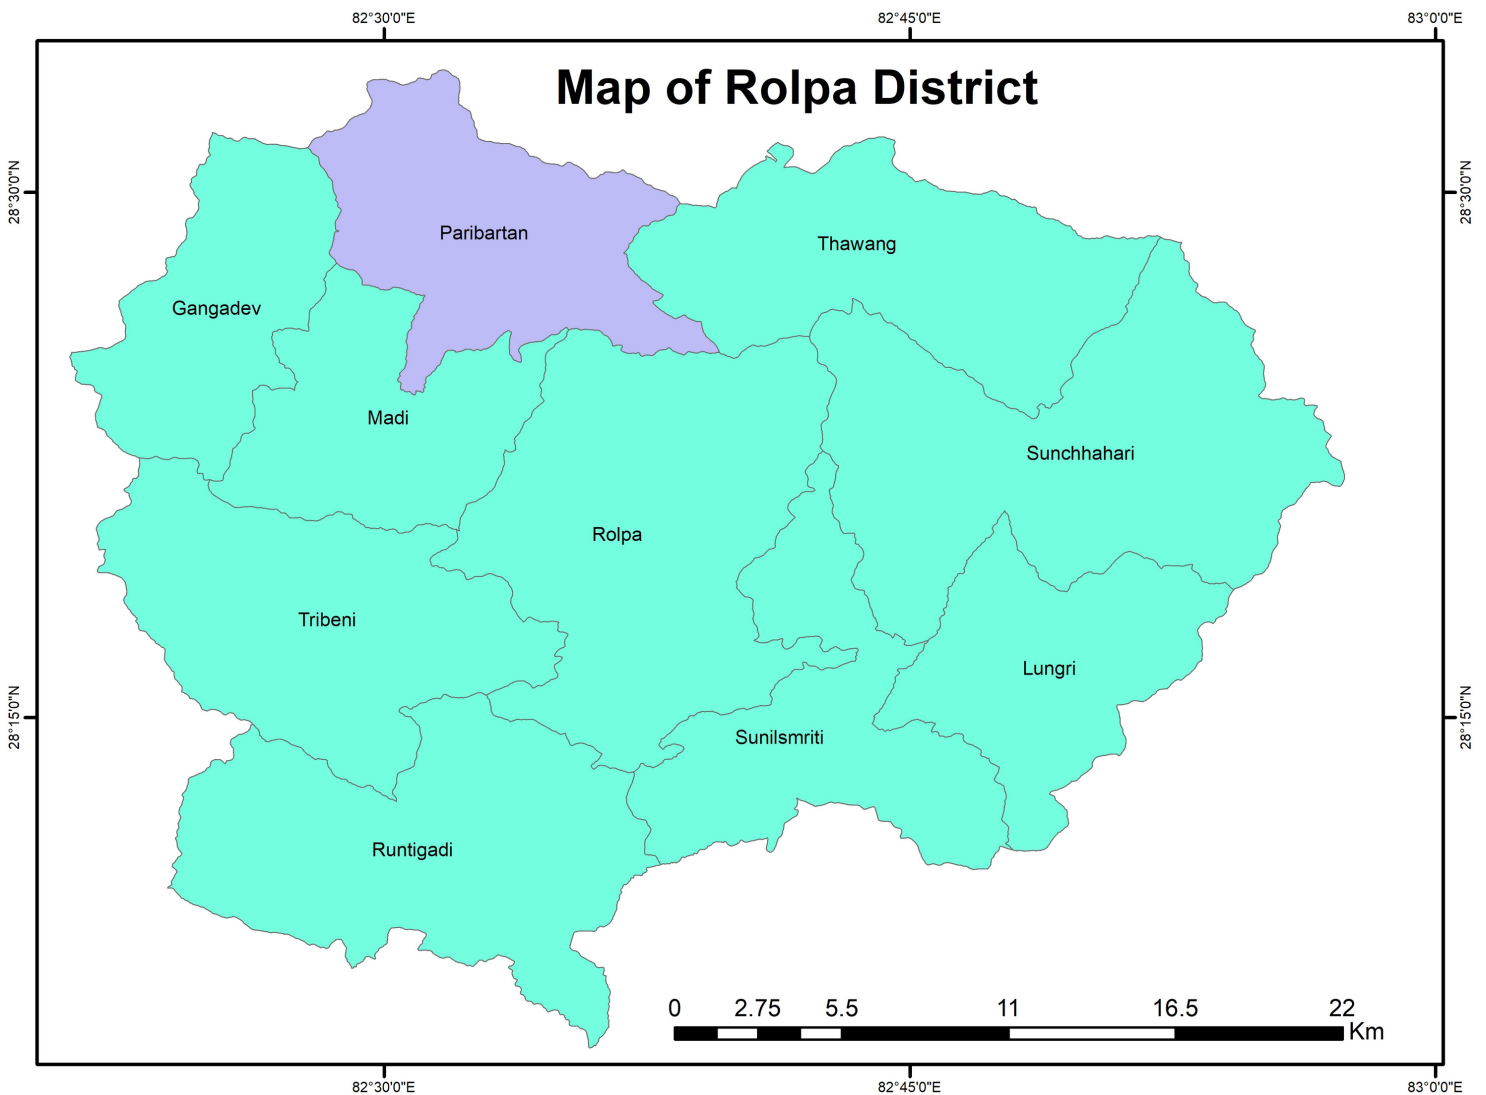 82°30'0"E 82°45'0"E 83°0'0"E
Map of Rolpa District
28°30'0"N 28°30'0"N
Paribartan
Thawang
Gangadev
Madi
Sunchhahari
Rolpa
Tribeni
Lungri
28°15'0"N 28°15'0"N
Sunilsmriti
Runtigadi
0 2.75 5.5 11 16.5 22
Km
82°30'0"E 82°45'0"E 83°0'0"E